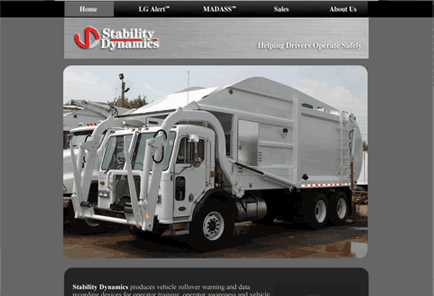 Home LG Alert™ MADASS™ Sales About Us
Stability
Dynamics
Helping Drivers Operate Safely
Stability Dynamics produces vehicle rollover warning and data
recording devices for operator training, operator awareness and vehicle